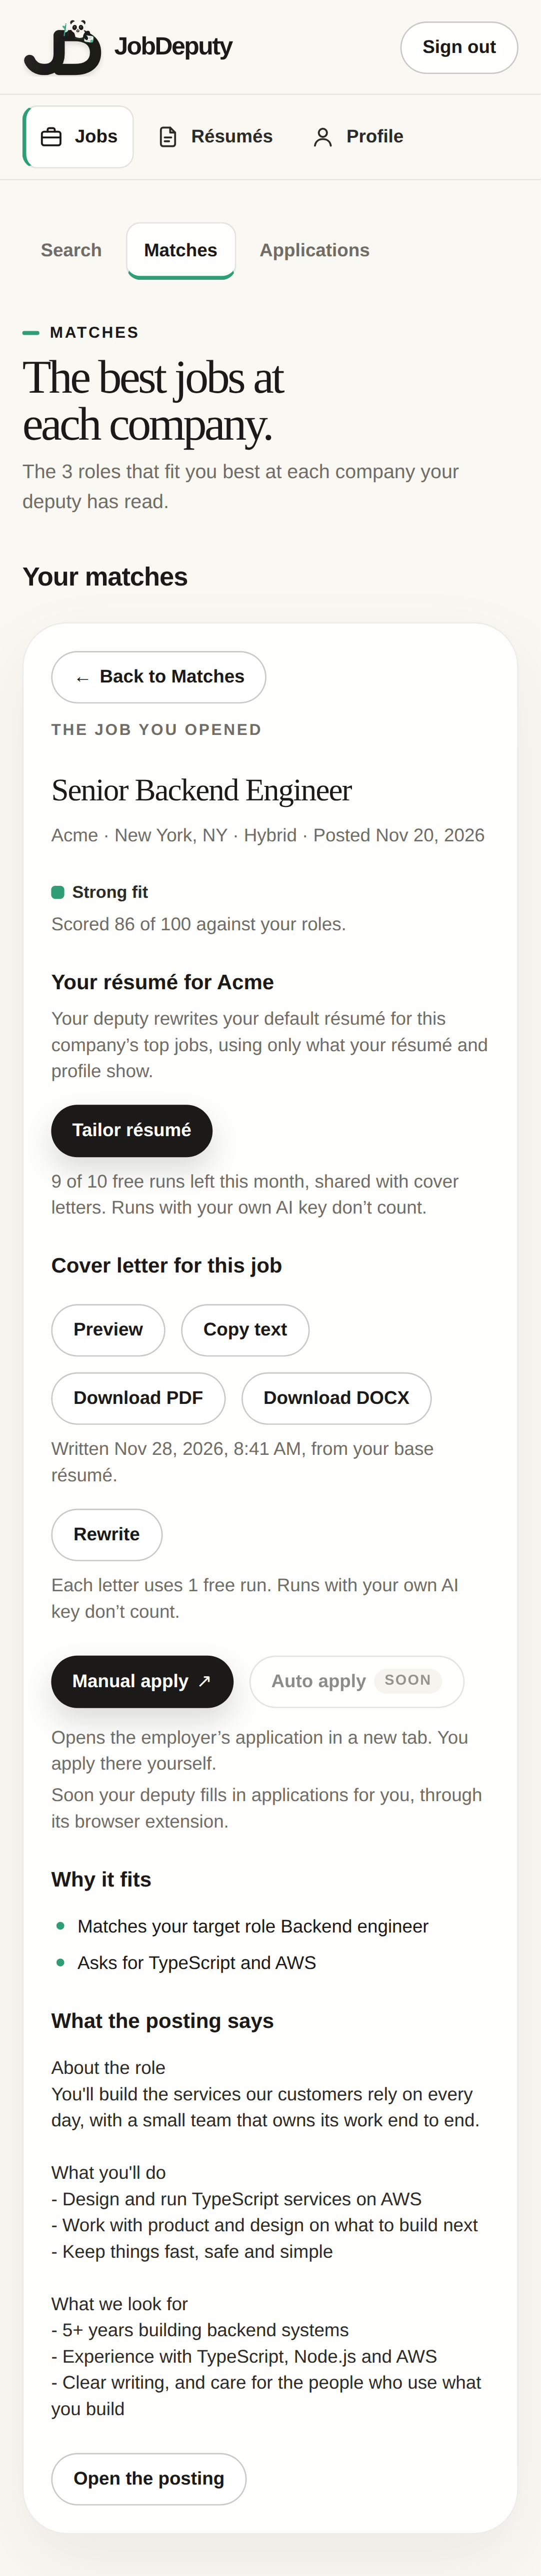 JobDeputy
Sign out
Jobs
Résumés
Profile
Search
Matches
Applications
MATCHES
The best jobs at
each company.
The 3 roles that fit you best at each company your
deputy has read.
Your matches
← Back to Matches
THE JOB YOU OPENED
Senior Backend Engineer
Acme · New York, NY · Hybrid · Posted Nov 20, 2026
Strong fit
Scored 86 of 100 against your roles.
Your résumé for Acme
Your deputy rewrites your default résumé for this
company’s top jobs, using only what your résumé and
profile show.
Tailor résumé
9 of 10 free runs left this month, shared with cover
letters. Runs with your own AI key don’t count.
Cover letter for this job
Preview
Copy text
Download PDF
Download DOCX
Written Nov 28, 2026, 8:41 AM, from your base
résumé.
Rewrite
Each letter uses 1 free run. Runs with your own AI
key don’t count.
Manual apply ↗
Auto apply SOON
Opens the employer’s application in a new tab. You
apply there yourself.
Soon your deputy fills in applications for you, through
its browser extension.
Why it fits
Matches your target role Backend engineer
Asks for TypeScript and AWS
What the posting says
About the role
You'll build the services our customers rely on every
day, with a small team that owns its work end to end.
What you'll do
- Design and run TypeScript services on AWS
- Work with product and design on what to build next
- Keep things fast, safe and simple
What we look for
- 5+ years building backend systems
- Experience with TypeScript, Node.js and AWS
- Clear writing, and care for the people who use what
you build
Open the posting